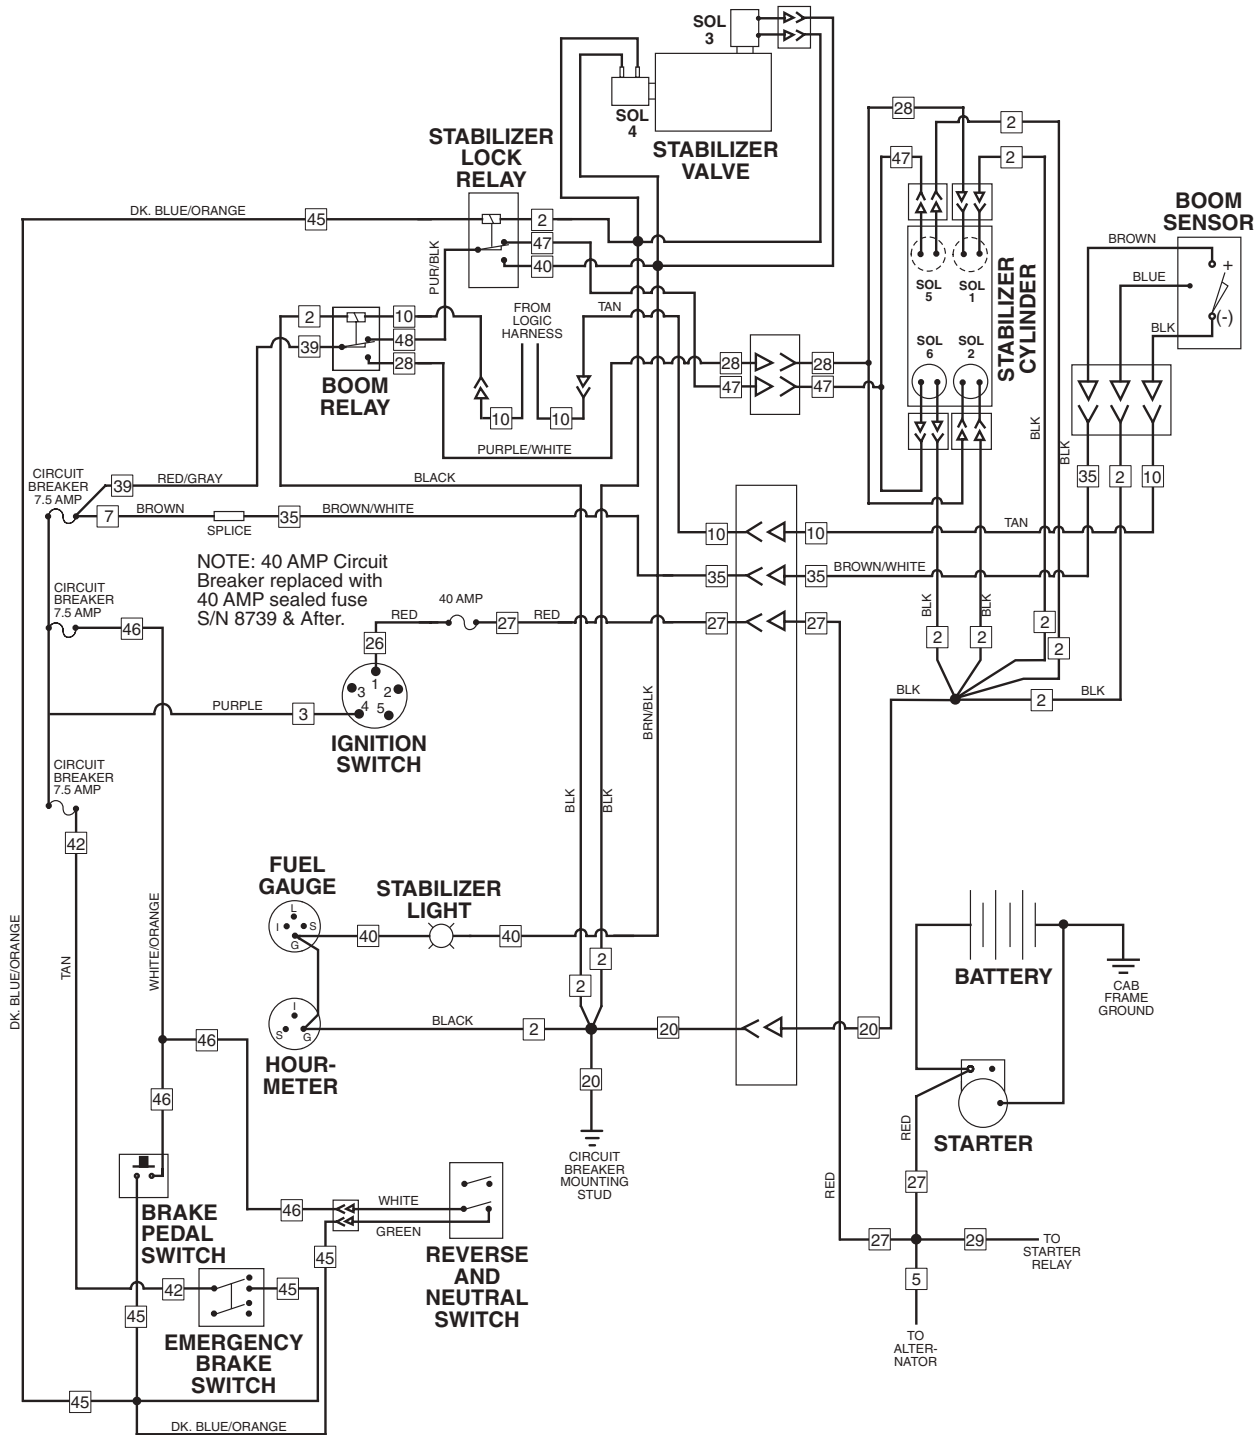 SOL
3
SOL
4
STABILIZER
VALVE
STABILIZER
LOCK
RELAY
28
2
47
2
BOOM
SENSOR
DK. BLUE/ORANGE
45
2
47
40
PUR/BLK
BROWN
BLUE
BLK
+
(-)
SOL
5
SOL
1
SOL
6
SOL
2
STABILIZER
CYLINDER
2
10
39
48
28
BOOM
RELAY
FROM
LOGIC
HARNESS
TAN
10
10
28
28
47
47
PURPLE/WHITE
BLACK
BLK
BLK
35
2
10
CIRCUIT
BREAKER
7.5 AMP
39
RED/GRAY
7
BROWN
SPLICE
35
BROWN/WHITE
10
10
TAN
35
35
BROWN/WHITE
NOTE: 40 AMP Circuit
Breaker replaced with
40 AMP sealed fuse
S/N 8739 & After.
CIRCUIT
BREAKER
7.5 AMP
46
RED
40 AMP
27
RED
27
27
26
1
3
2
4
5
IGNITION
SWITCH
PURPLE
3
BLK
BLK
2
2
2
2
BLK
2
BLK
BRN/BLK
CIRCUIT
BREAKER
7.5 AMP
42
BLK
BLK
FUEL
GAUGE
L
I
S
G
STABILIZER
LIGHT
40
40
DK. BLUE/ORANGE
TAN
WHITE/ORANGE
2
2
BATTERY
CAB
FRAME
GROUND
I
S
G
HOUR-
METER
BLACK
2
20
20
20
CIRCUIT
BREAKER
MOUNTING
STUD
46
46
STARTER
RED
RED
27
27
29
TO
STARTER
RELAY
5
TO
ALTER-
NATOR
BRAKE
PEDAL
SWITCH
46
WHITE
GREEN
45
REVERSE
AND
NEUTRAL
SWITCH
42
45
45
EMERGENCY
BRAKE
SWITCH
45
DK. BLUE/ORANGE